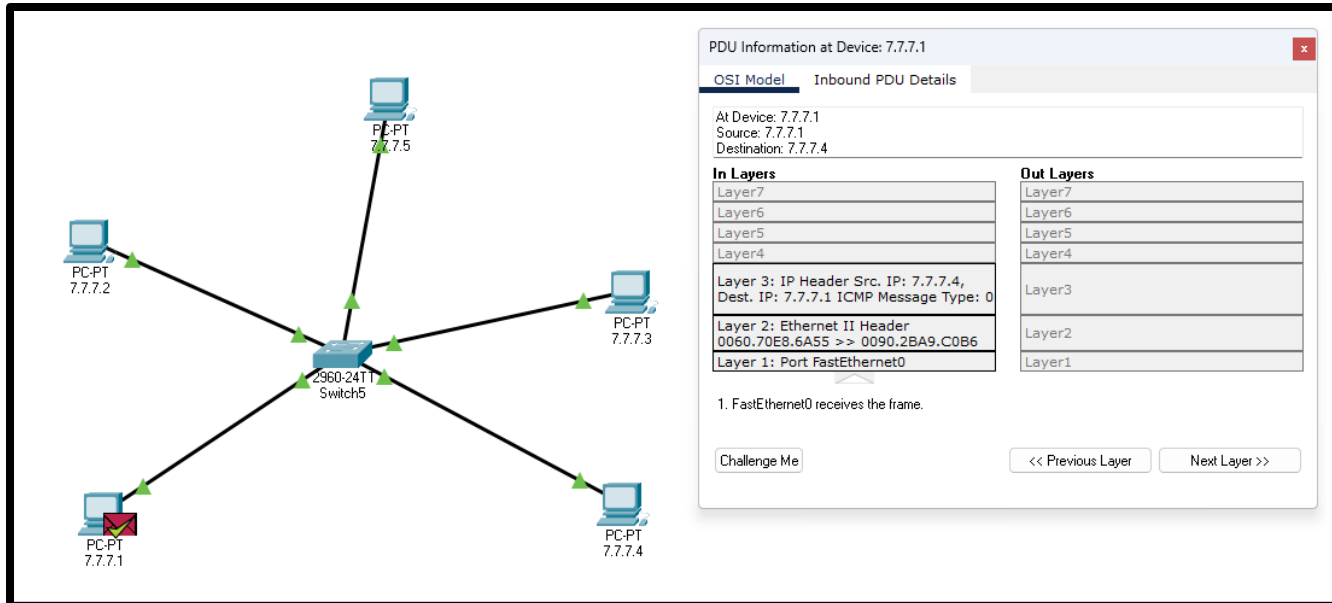 PC-PT
7.7.7.5
PC-PT
7.7.7.2
PC-PT
7.7.7.3
2960-24TT
Switch5
PC-PT
7.7.7.1
PC-PT
7.7.7.4
PDU Information at Device: 7.7.7.1
x
OSI Model Inbound PDU Details
At Device: 7.7.7.1
Source: 7.7.7.1
Destination: 7.7.7.4
In Layers
Layer7
Layer6
Layer5
Layer4
Layer 3: IP Header Src. IP: 7.7.7.4,
Dest. IP: 7.7.7.1 ICMP Message Type: 0
Layer 2: Ethernet II Header
0060.70E8.6A55 >> 0090.2BA9.C0B6
Layer 1: Port FastEthernet0
Out Layers
Layer7
Layer6
Layer5
Layer4
Layer3
Layer2
Layer1
1. FastEthernet0 receives the frame.
Challenge Me
<< Previous Layer
Next Layer >>